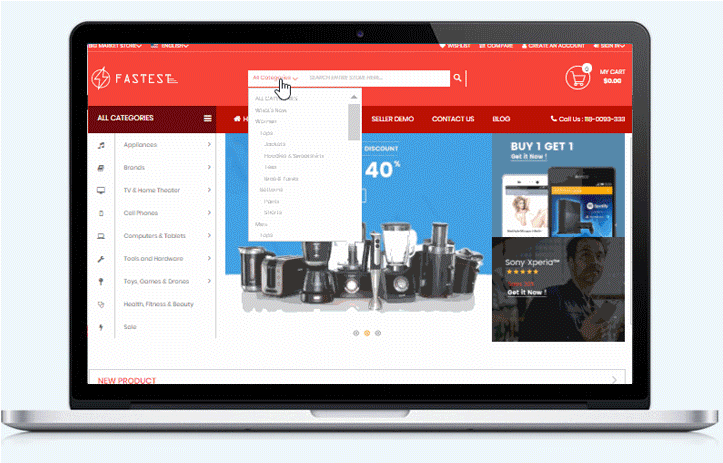 BIG MARKET STORE ENGLISH WISHLIST COMPARE CREATE AN ACCOUNT SIGN IN
FASTEST
All Categories SEARCH ENTIRE STORE HERE...
0
MY CART
$0.00
ALL CATEGORIES
SELLER DEMO CONTACT US BLOG Call Us : 118-0093-333
ALL CATEGORIES
What's New
Women
Tops
Jackets
Hoodies & Sweatshirts
Tees
Bras & Tanks
Bottoms
Pants
Shorts
Men
Tops
Appliances
Brands
TV & Home Theater
Cell Phones
Computers & Tablets
Tools and Hardware
Toys, Games & Drones
Health, Fitness & Beauty
Sale
DISCOUNT
40%
BUY 1 GET 1
Get it Now !
Spotify
Sony Xperia™
Get it Now !
NEW PRODUCT